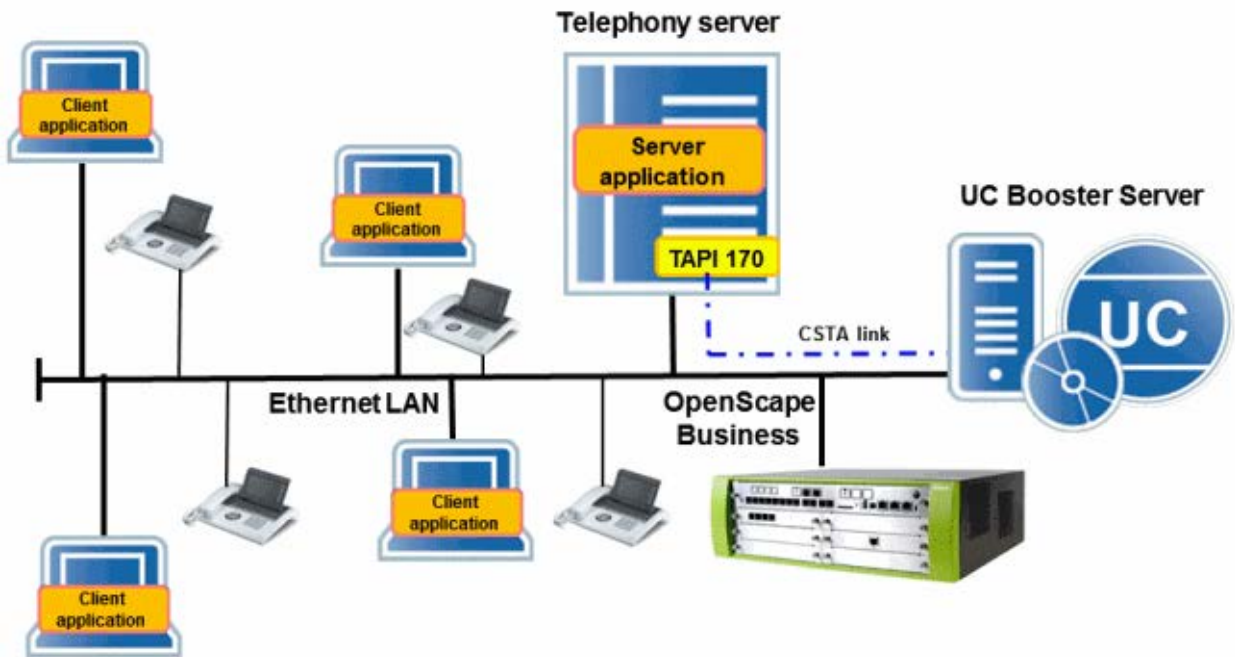 Telephony server
Client
application
Server
application
Client
application
UC Booster Server
TAPI 170
UC
CSTA link
Ethernet LAN
OpenScape
Business
Client
application
Client
application